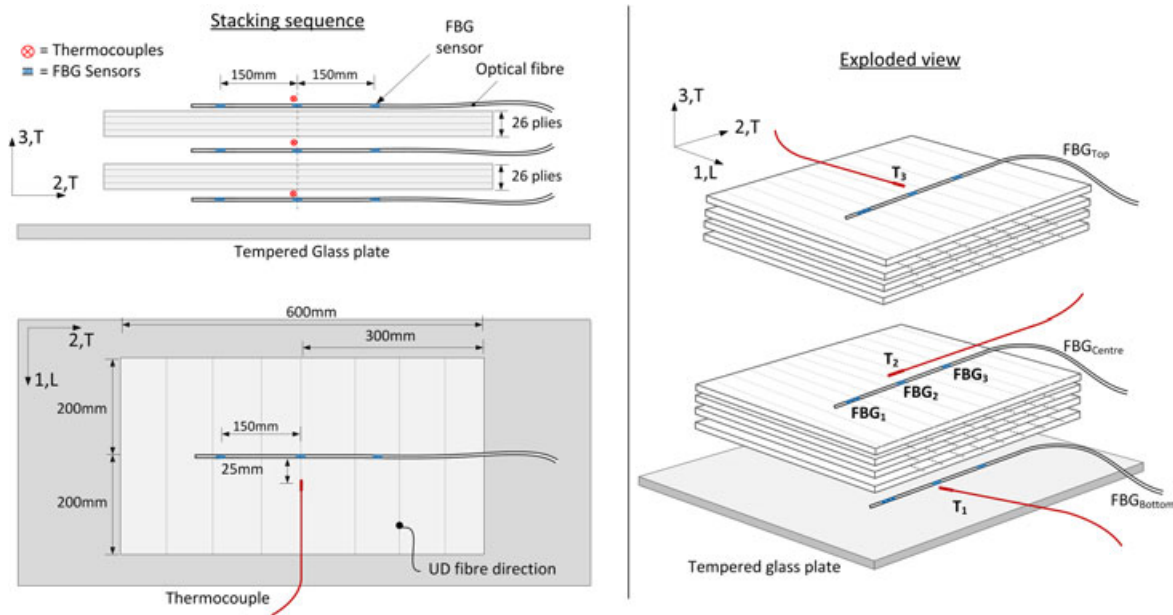 Stacking sequence
= Thermocouples
= FBG Sensors
FBG
sensor
Optical fibre
150mm
150mm
26 plies
3,T
26 plies
2,T
Tempered Glass plate
600mm
2,T
300mm
1,L
200mm
150mm
25mm
200mm
UD fibre direction
Thermocouple
Exploded view
3,T
2,T
1,L
FBGTop
T3
FBGCentre
T2
FBG3
FBG2
FBG1
FBGBottom
T1
Tempered glass plate